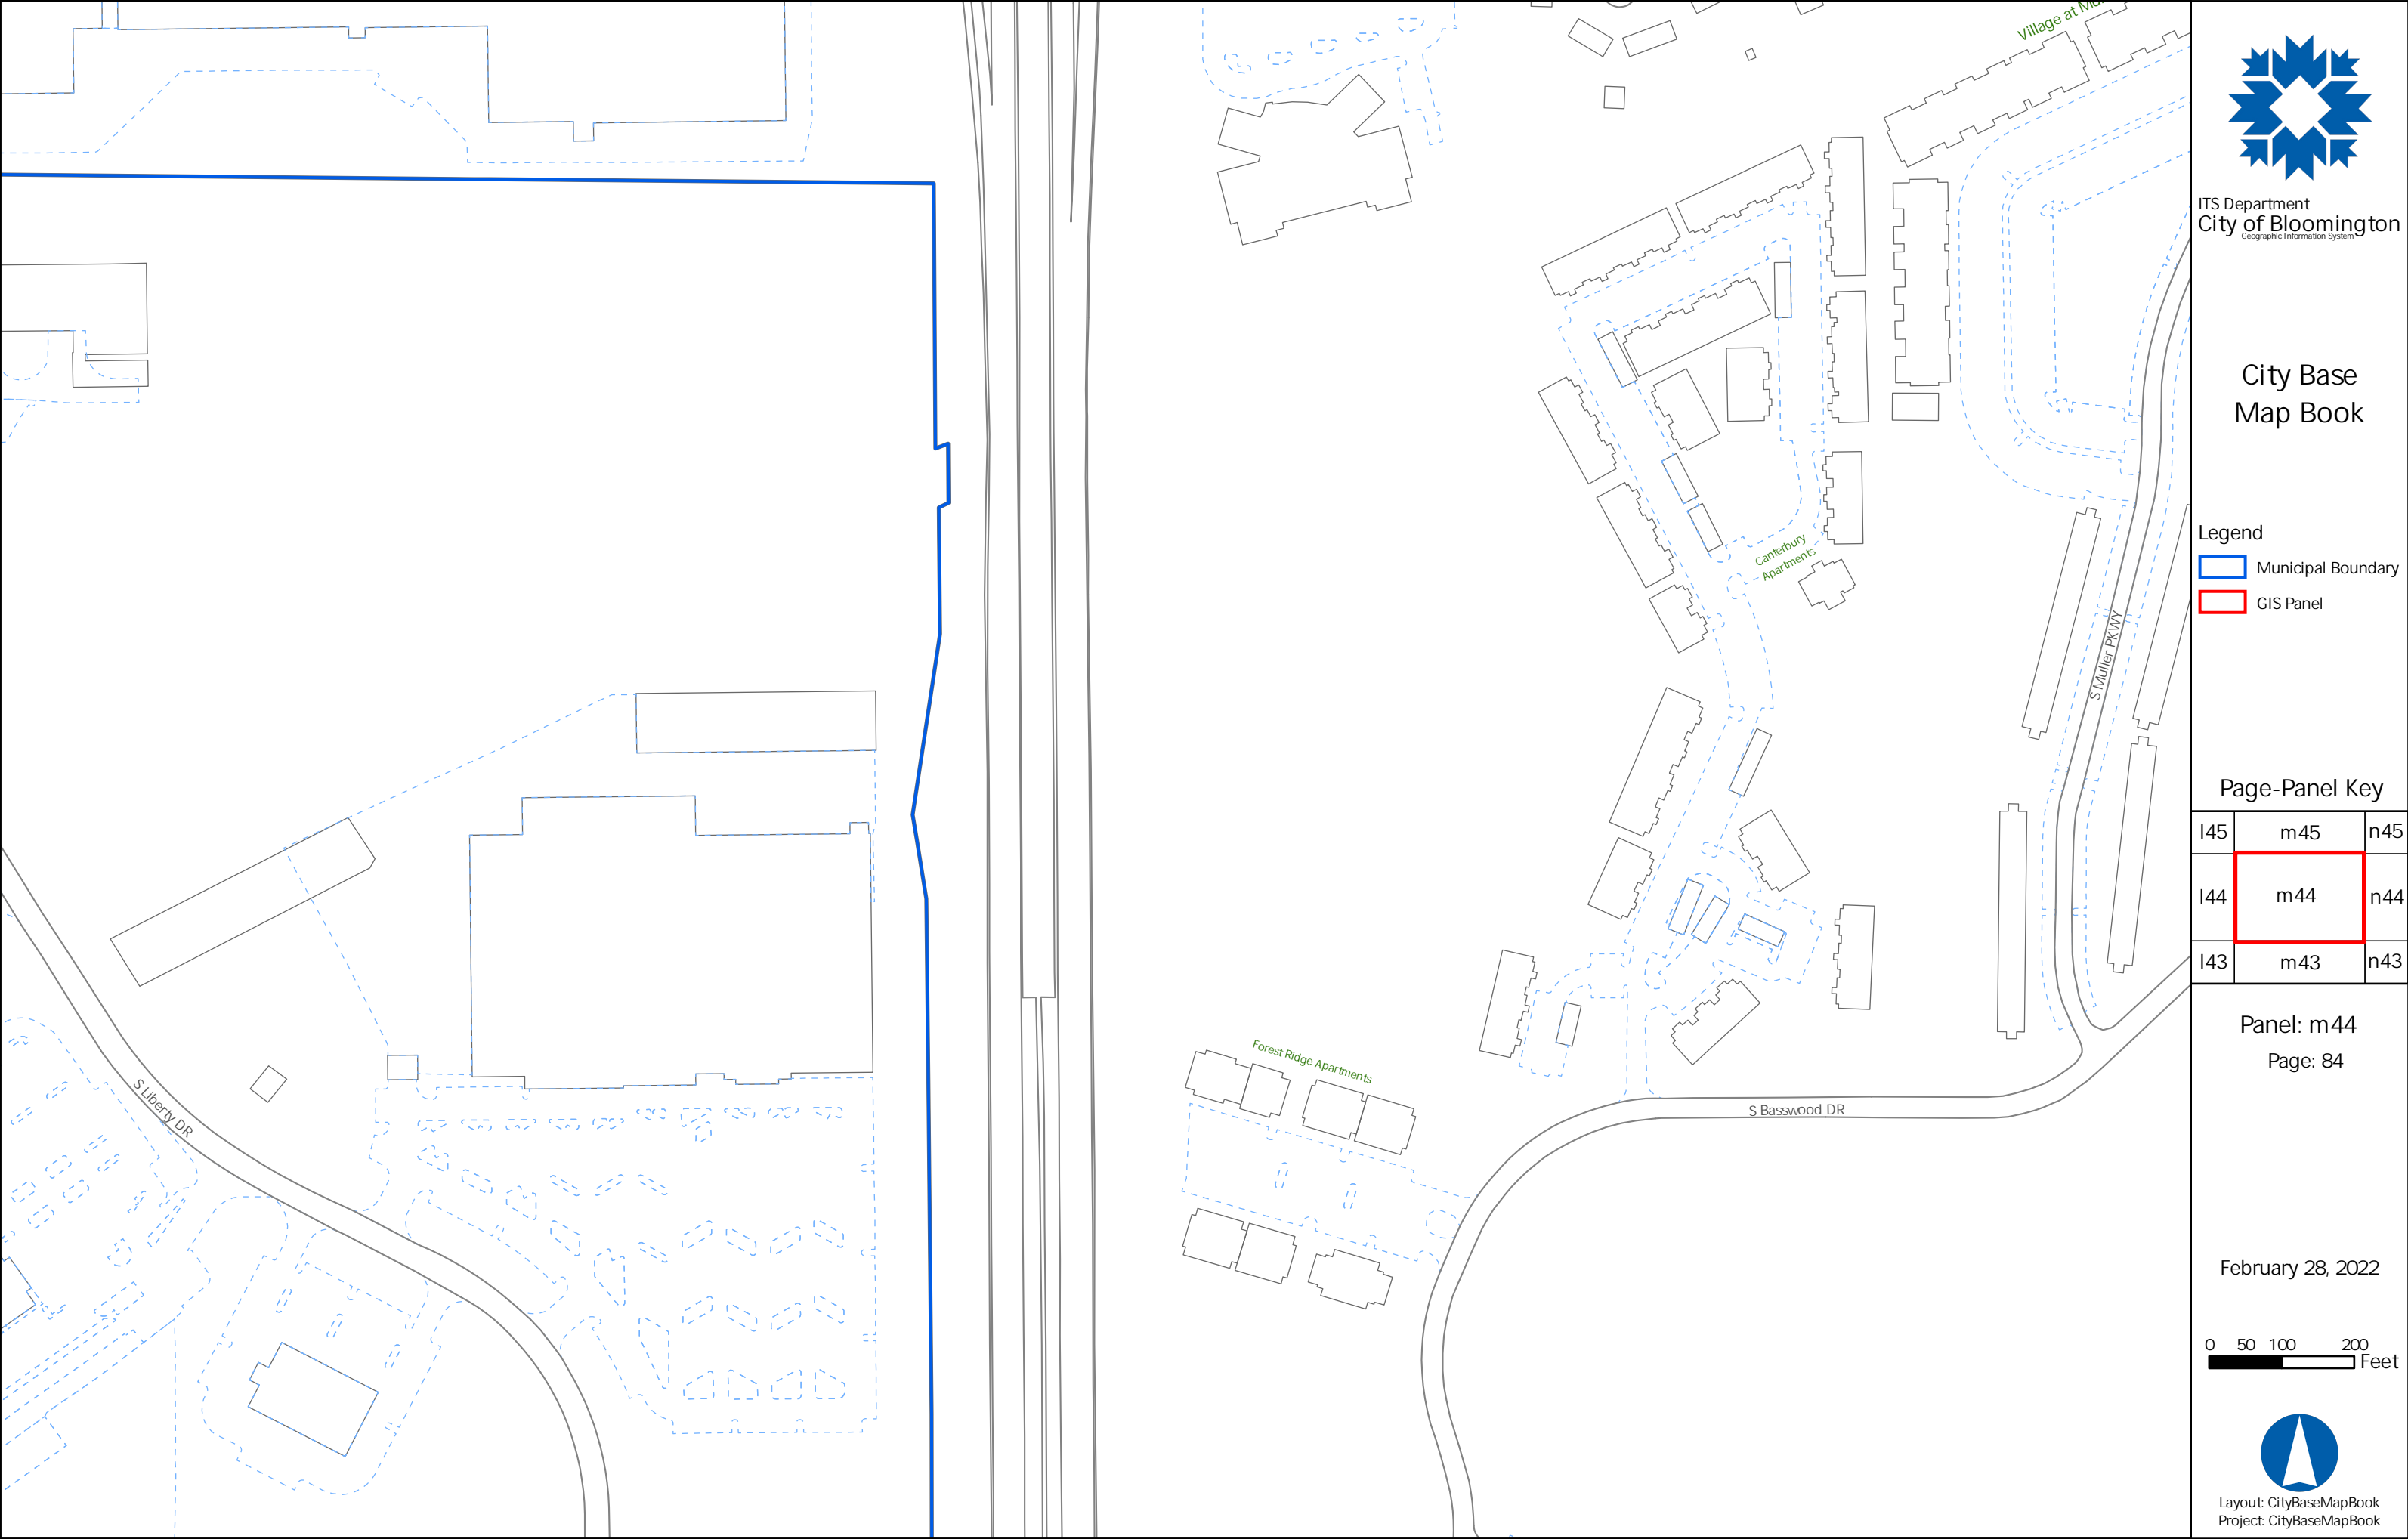 Village at
Canterbury
Apartments
S Muller PKWY
Forest Ridge Apartments
S Liberty DR
S Basswood DR
ITS Department
City of Bloomington
Geographic Information System
City Base
Map Book
Legend
Municipal Boundary
GIS Panel
Page-Panel Key
l45 m45 n45
l44 m44 n44
l43 m43 n43
Panel: m44
Page: 84
February 28, 2022
0 50 100 200
Feet
Layout: CityBaseMapBook
Project: CityBaseMapBook